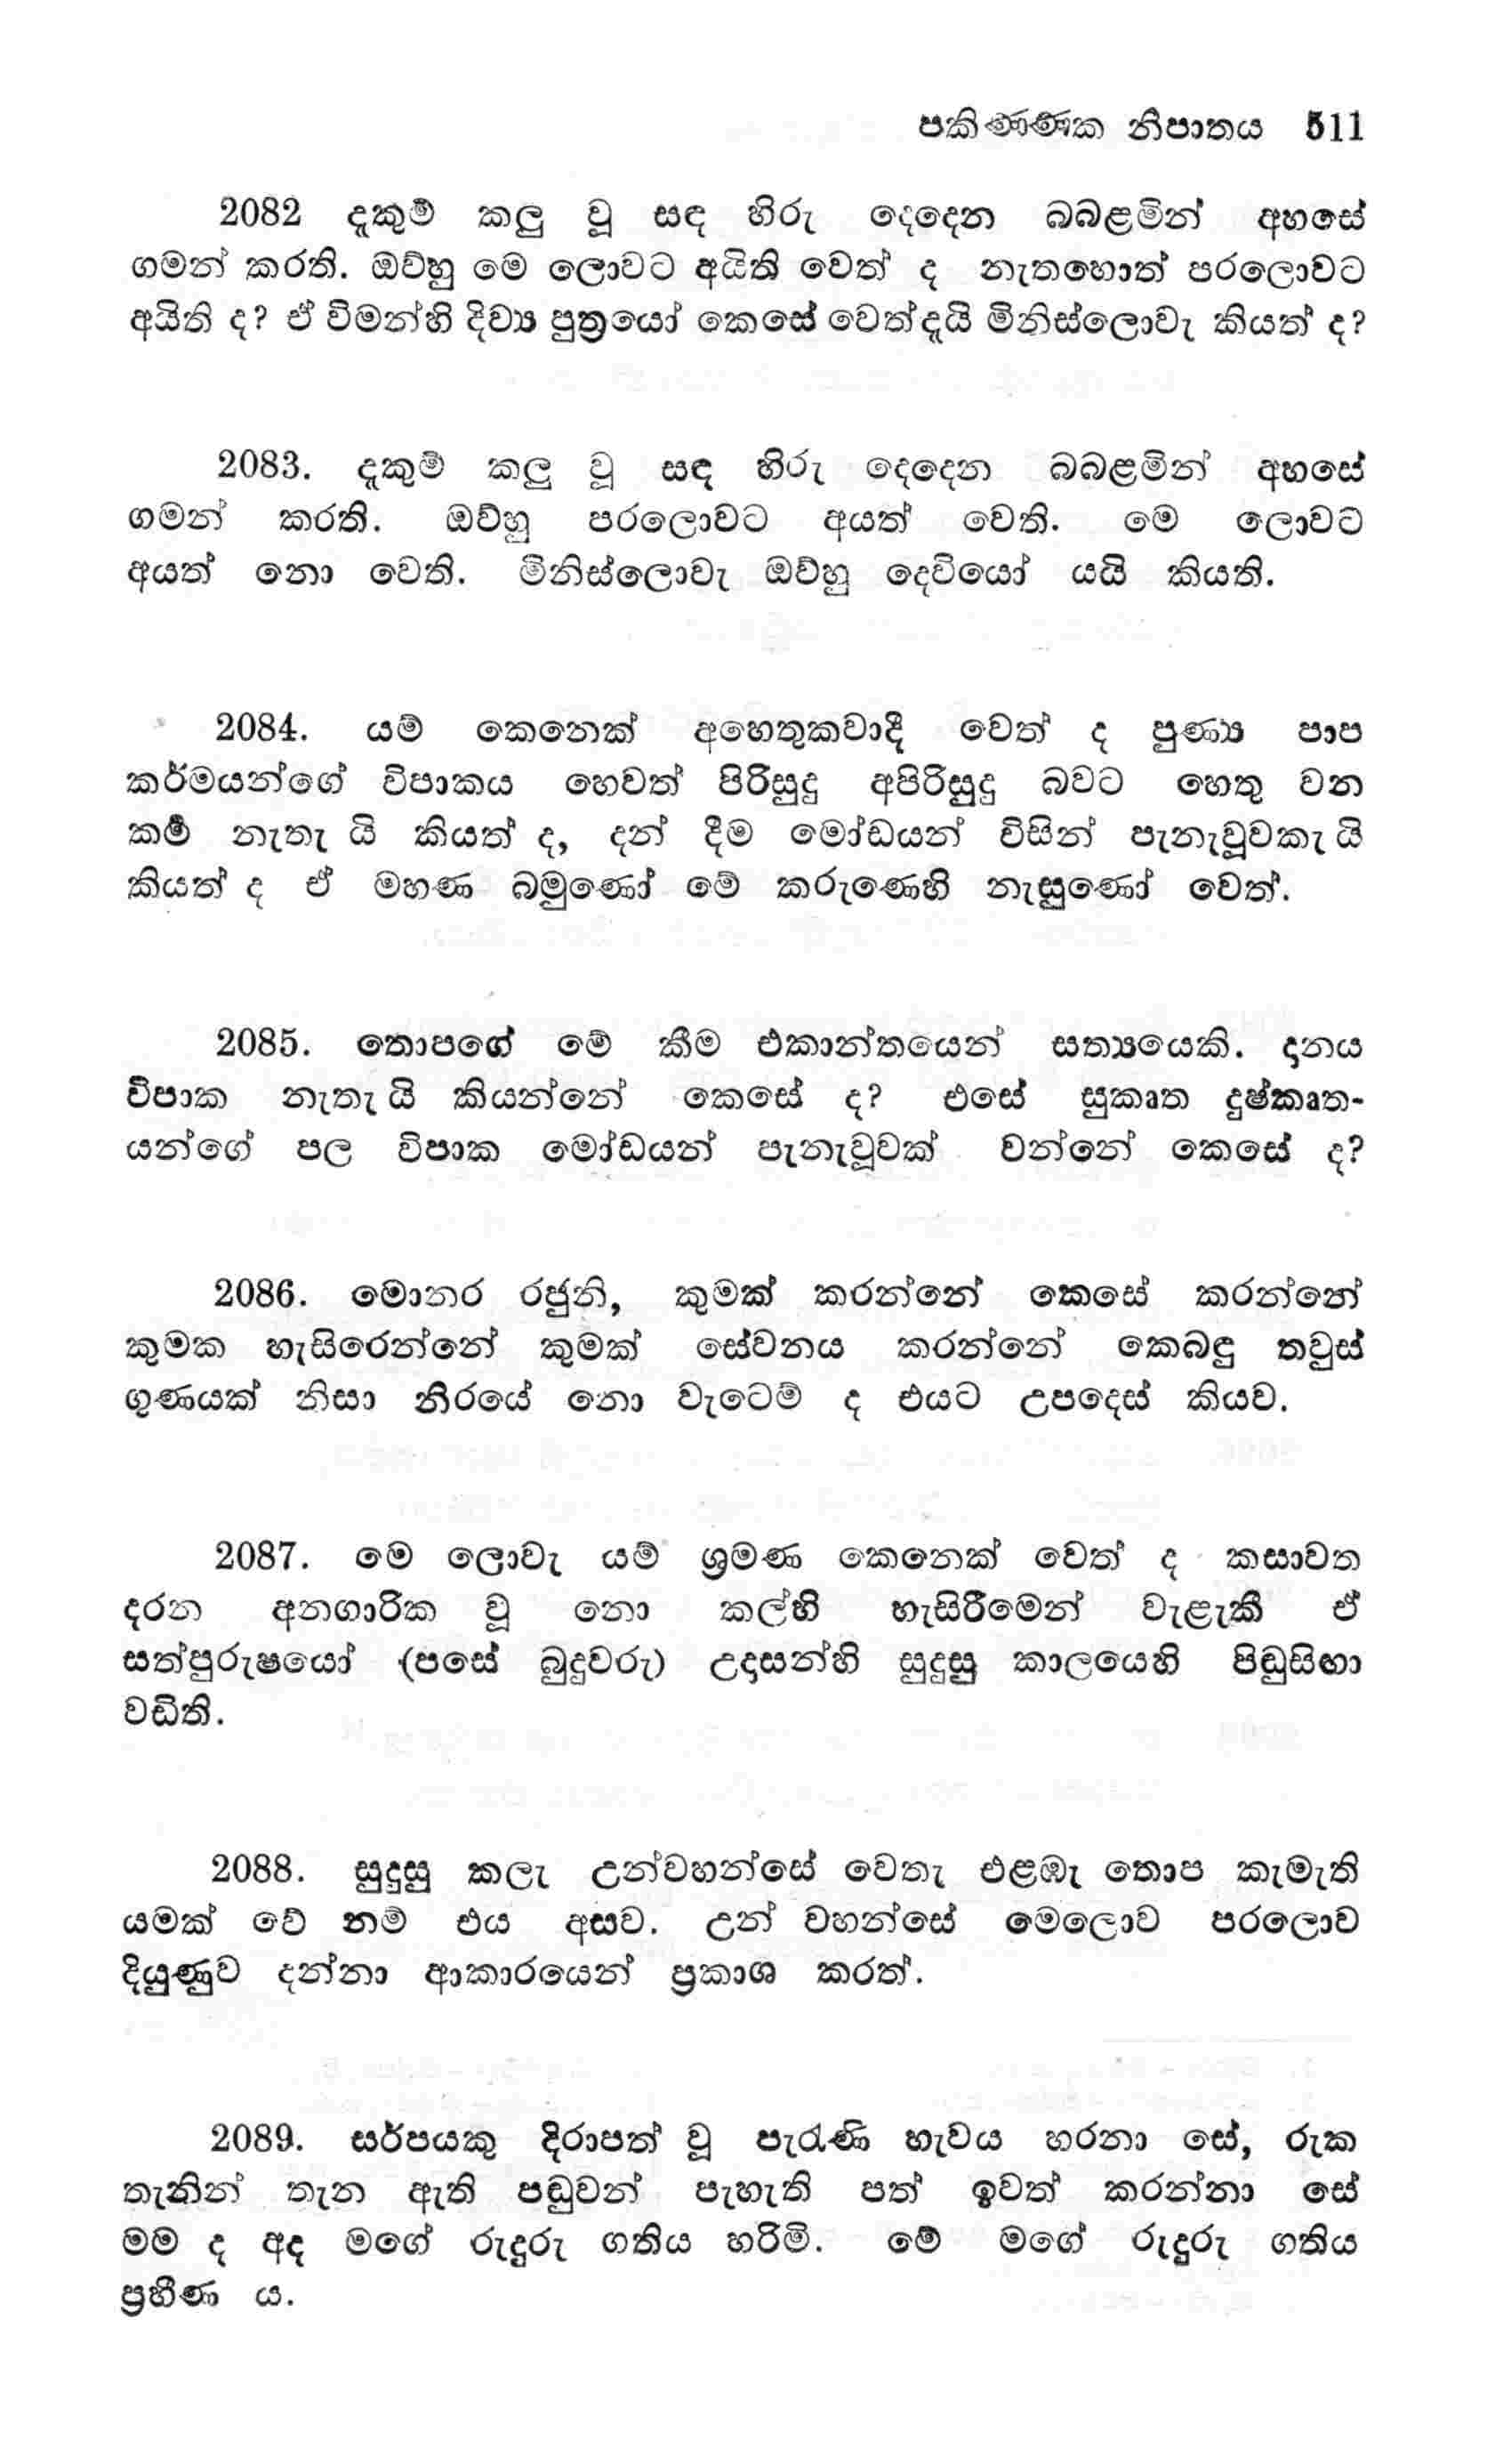 පකිණ්ණක නිපාතය 511
2082 දැකුම් කලු වූ සඳ හිරු දෙදෙන බබළමින් අහසේ
ගමන් කරති. ඔව්හු මෙ ලොවට අයිති වෙත් ද නැතහොත් පරලොවට
අයිති ද? ඒ විමන්හි දිව්‍ය පුත්‍රයෝ කෙසේ වෙත්දැයි මිනිස්ලොවැ කියත් ද?
2083. දැකුම් කලු වූ සඳ හිරු දෙදෙන බබළමින් අහසේ
ගමන් කරති. ඔව්හු පරලොවට අයත් වෙති. මෙ ලොවට
අයත් නො වෙති. මිනිස්ලොවැ ඔව්හු දෙවියෝ යයි කියති.
2084. යම් කෙනෙක් අහෙතුකවාදී වෙත් ද පුණ්‍ය පාප
කර්මයන්ගේ විපාකය හෙවත් පිරිසුදු අපිරිසුදු බවට හෙතු වන
කර්‍ම නැතැ යි කියත් ද, දන් දීම මෝඩයන් විසින් පැනැවූවකැ යි
කියත් ද ඒ මහණ බමුණෝ මේ කරුණෙහි නැසුණෝ වෙත්.
2085. තොපගේ මේ කීම එකාන්තයෙන් සත්‍යයෙකි. දානය
විපාක නැතැ යි කියන්නේ කෙසේ ද? එසේ සුකෘත දුෂ්කෘත-
යන්ගේ පල විපාක මෝඩයන් පැනැවූවක් වන්නේ කෙසේ ද?
2086. මොනර රජුනි, කුමක් කරන්නේ කෙසේ කරන්නේ
කුමක හැසිරෙන්නේ කුමක් සේවනය කරන්නේ කෙබඳු තවුස්
ගුණයක් නිසා නිරයේ නො වැටෙම් ද එයට උපදෙස් කියව.
2087. මෙ ලොවැ යම් ශ්‍රමණ කෙනෙක් වෙත් ද කසාවත
දරන අනගාරික වූ නො කල්හි හැසිරීමෙන් වැළැකී ඒ
සත්පුරුෂයෝ (පසේ බුදුවරු) උදාසන්හි සුදුසු කාලයෙහි පිඬුසිඟා
වඩිති.
2088. සුදුසු කලැ උන්වහන්සේ වෙතැ එළඹැ තොප කැමැති
යමක් වේ නම් එය අසව. උන් වහන්සේ මෙලොව පරලොව
දියුණුව දන්නා ආකාරයෙන් ප්‍රකාශ කරත්.
2089. සර්පයකු දිරාපත් වූ පැරණි හැවය හරනා සේ, රුක
තැනින් තැන ඇති පඬුවන් පැහැති පත් ඉවත් කරන්නා සේ
මම ද අද මගේ රුදුරු ගතිය හරිමි. මේ මගේ රුදුරු ගතිය
ප්‍රහීණ ය.